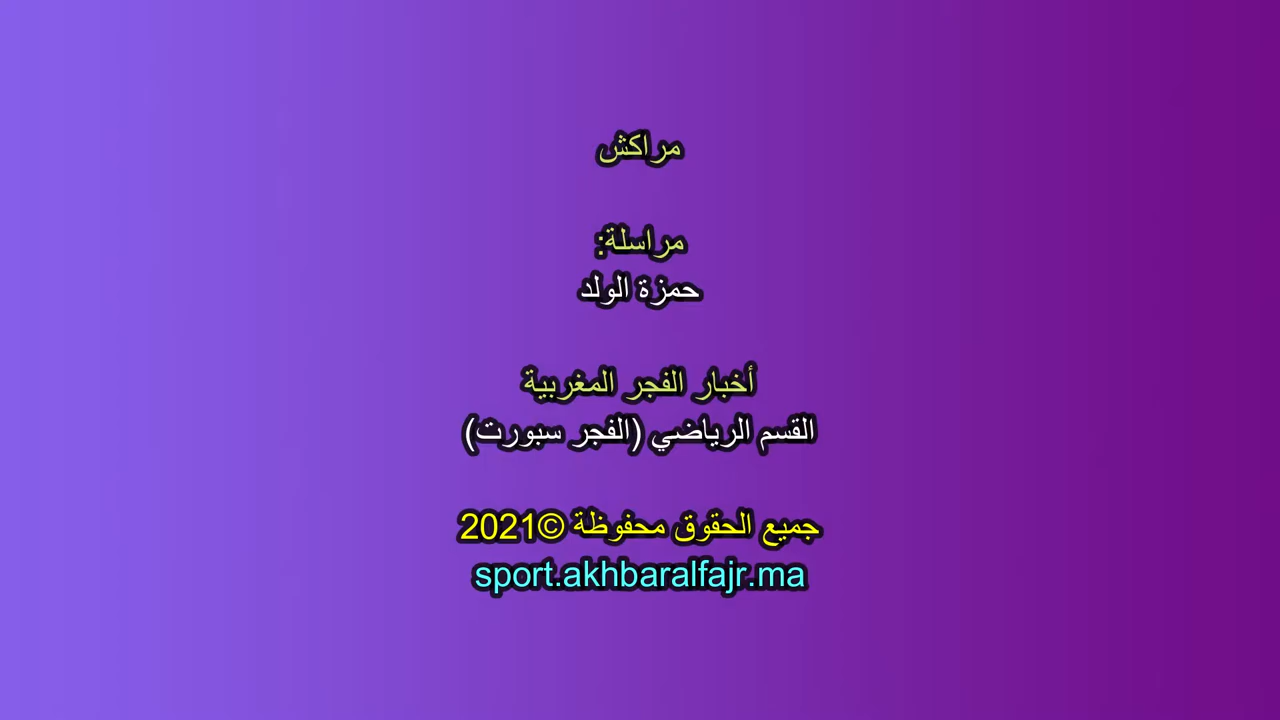 مراكش
مراسلة:
حمزة الولد
أخبار الفجر المغربية
القسم الرياضي (الفجر سبورت)
جميع الحقوق محفوظة ©2021
sport.akhbaralfajr.ma